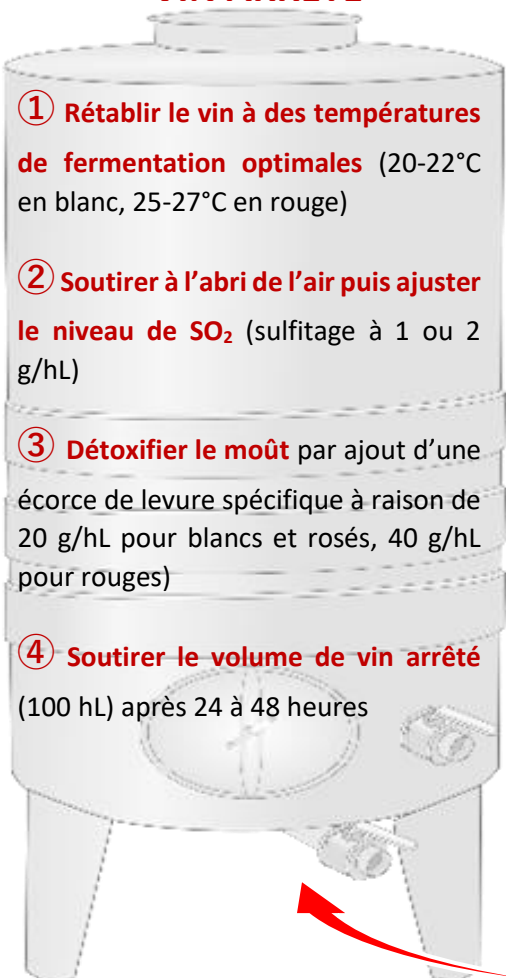 ① Rétablir le vin à des températures
de fermentation optimales (20-22°C
en blanc, 25-27°C en rouge)
② Soutirer à l’abri de l’air puis ajuster
le niveau de SO₂ (sulfitage à 1 ou 2
g/hL)
③ Détoxifier le moût par ajout d’une
écorce de levure spécifique à raison de
20 g/hL pour blancs et rosés, 40 g/hL
pour rouges)
④ Soutirer le volume de vin arrêté
(100 hL) après 24 à 48 heures